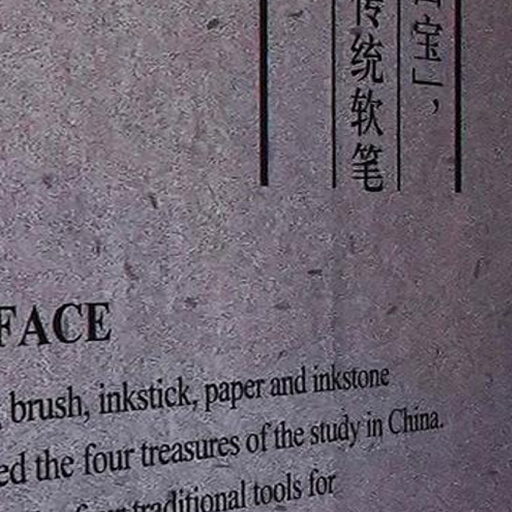 宝」，
传统软笔
FACE
brush, inkstick, paper and inkstone
the four treasures of the study in China.
traditional tools for